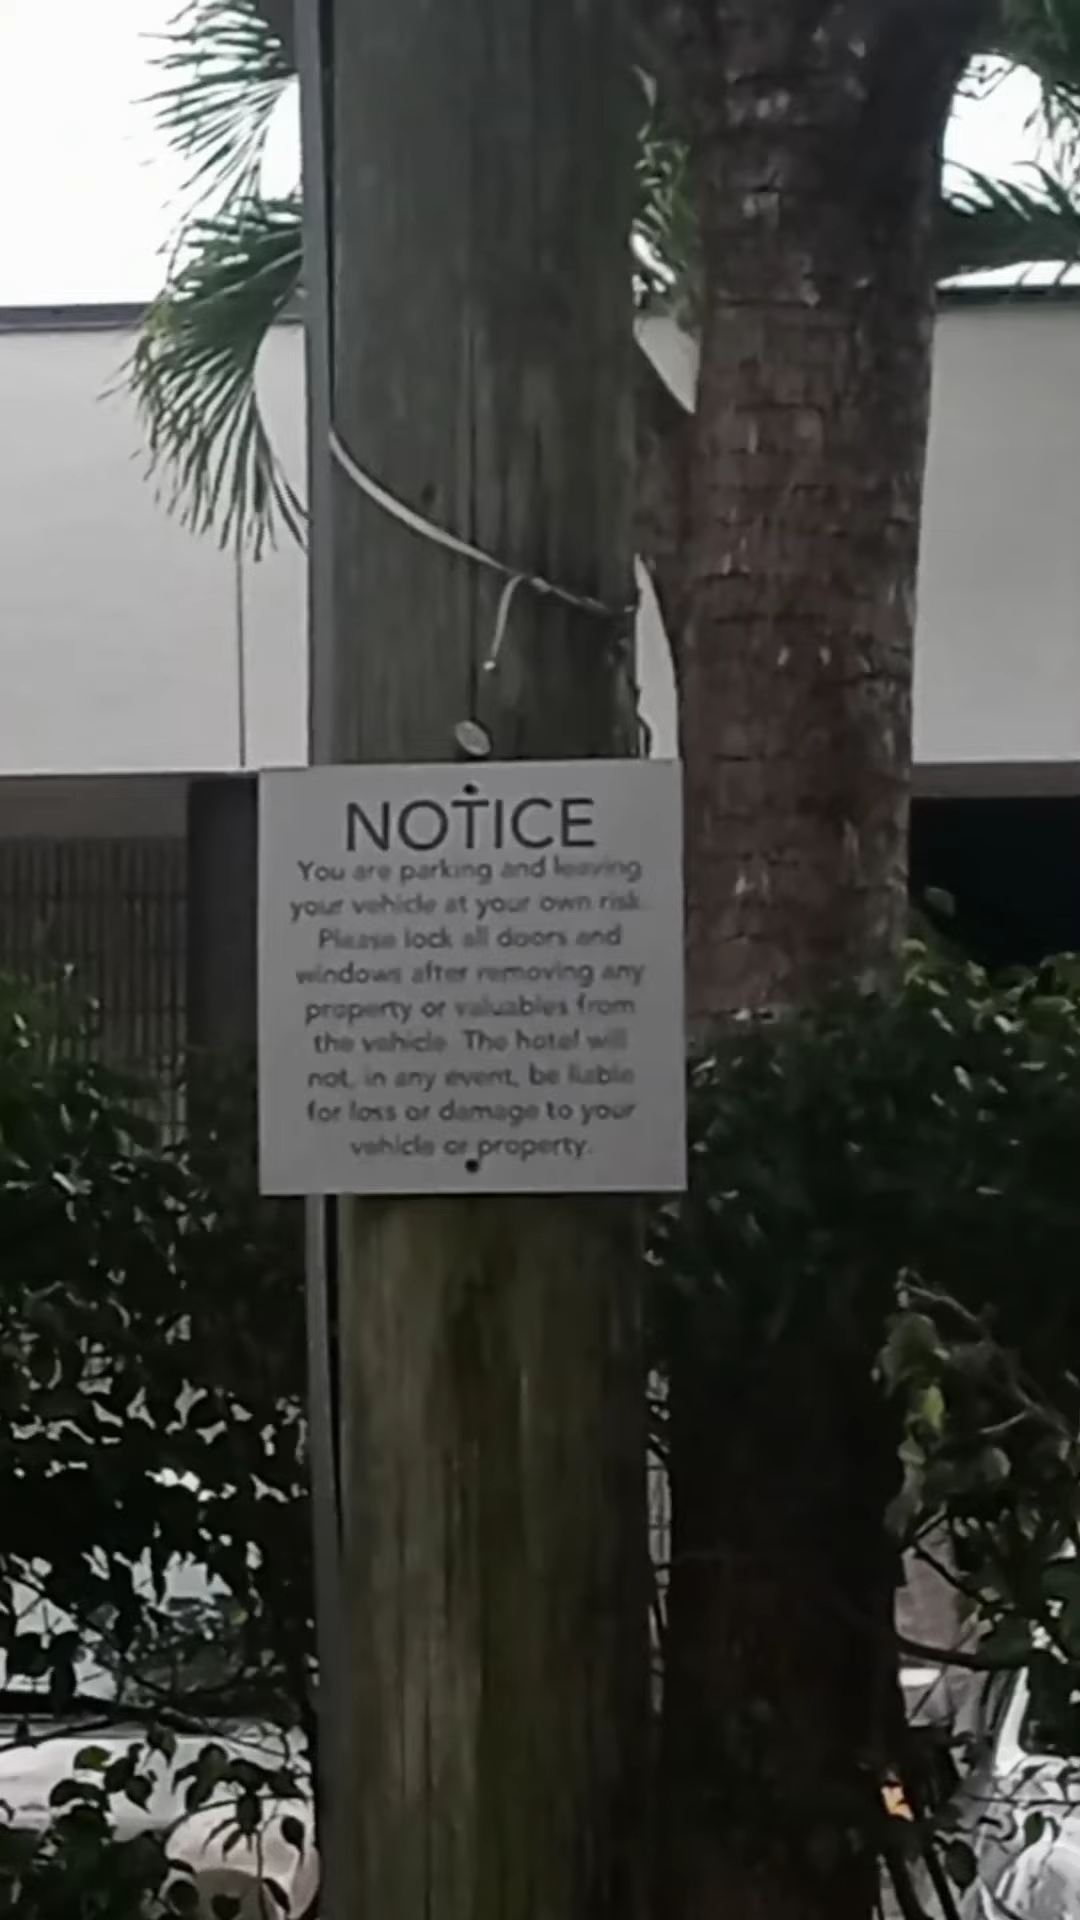 NOTICE
You are parking and leaving
your vehicle at your own risk.
Please lock all doors and
windows after removing any
property or valuables from
the vehicle. The hotel will
not, in any event, be liable
for loss or damage to your
vehicle or property.